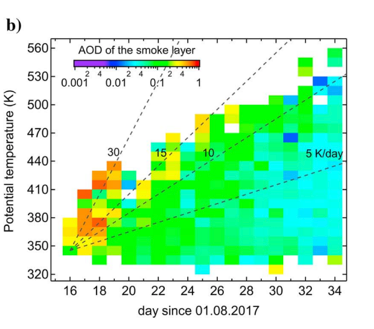 b)
AOD of the smoke layer
2 4 2 4 2 4
0.001 0.01 0.1 1
560
530
500
470
440
410
380
350
320
Potential temperature (K)
30 15 10 5 K/day
16 18 20 22 24 26 28 30 32 34
day since 01.08.2017